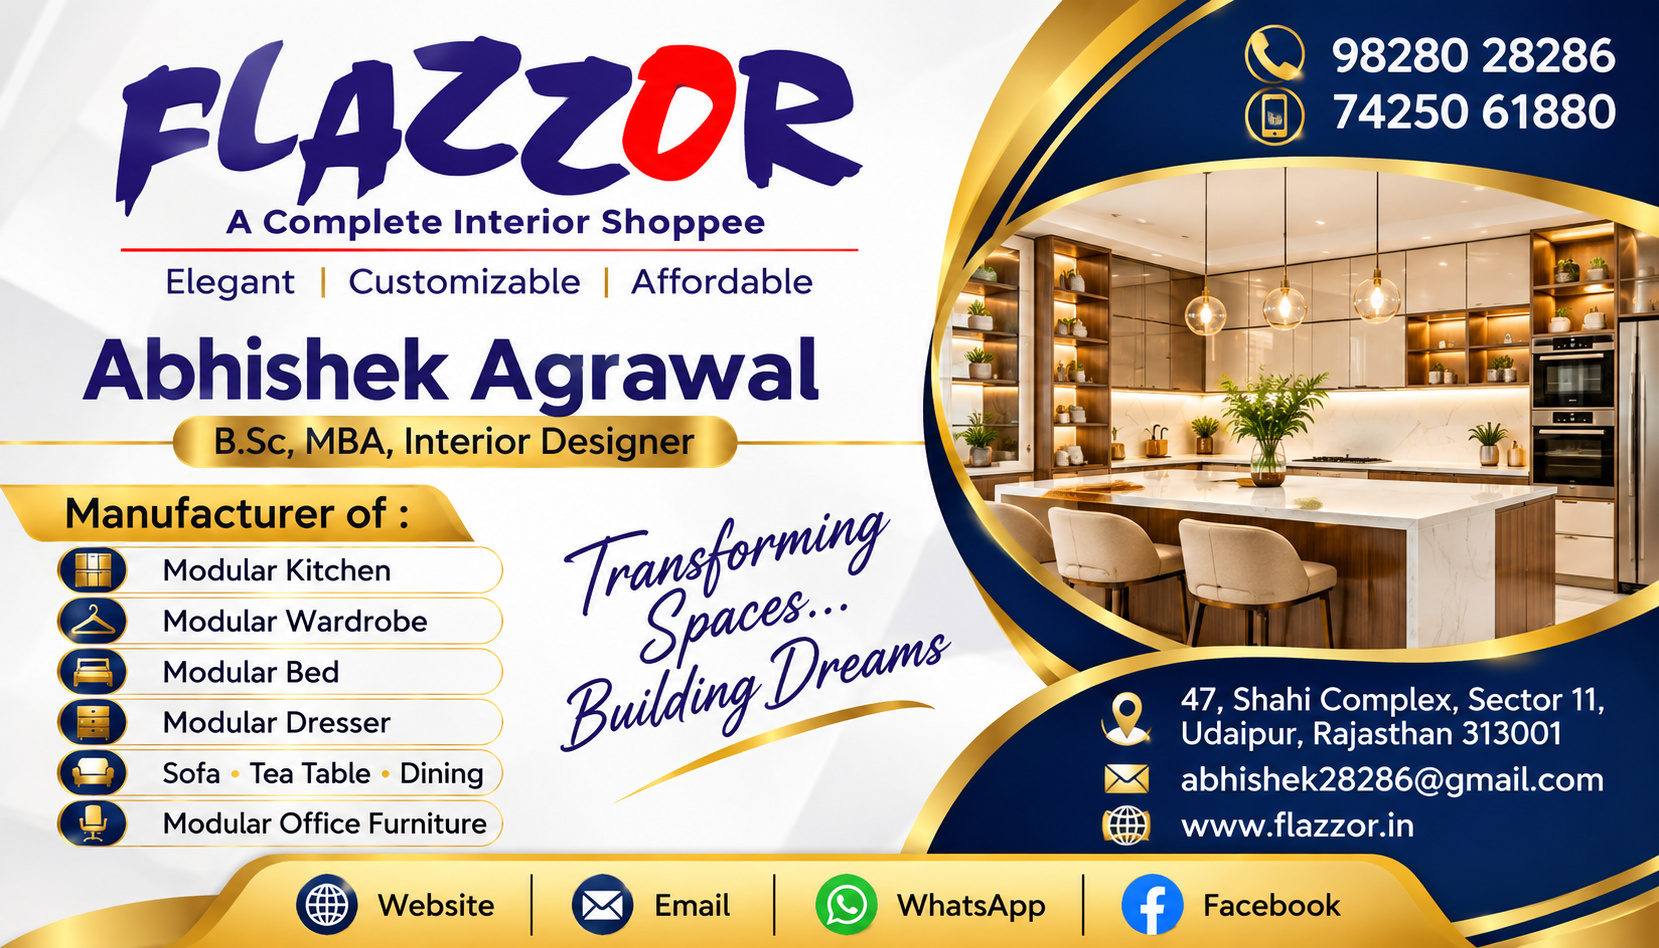 FLAZZOR
A Complete Interior Shoppee
Elegant | Customizable | Affordable
Abhishek Agrawal
B.Sc, MBA, Interior Designer
Manufacturer of :
Modular Kitchen
Modular Wardrobe
Modular Bed
Modular Dresser
Sofa • Tea Table • Dining
Modular Office Furniture
Transforming
Spaces...
Building Dreams
98280 28286
74250 61880
47, Shahi Complex, Sector 11,
Udaipur, Rajasthan 313001
abhishek28286@gmail.com
www.flazzor.in
Website | Email | WhatsApp | Facebook